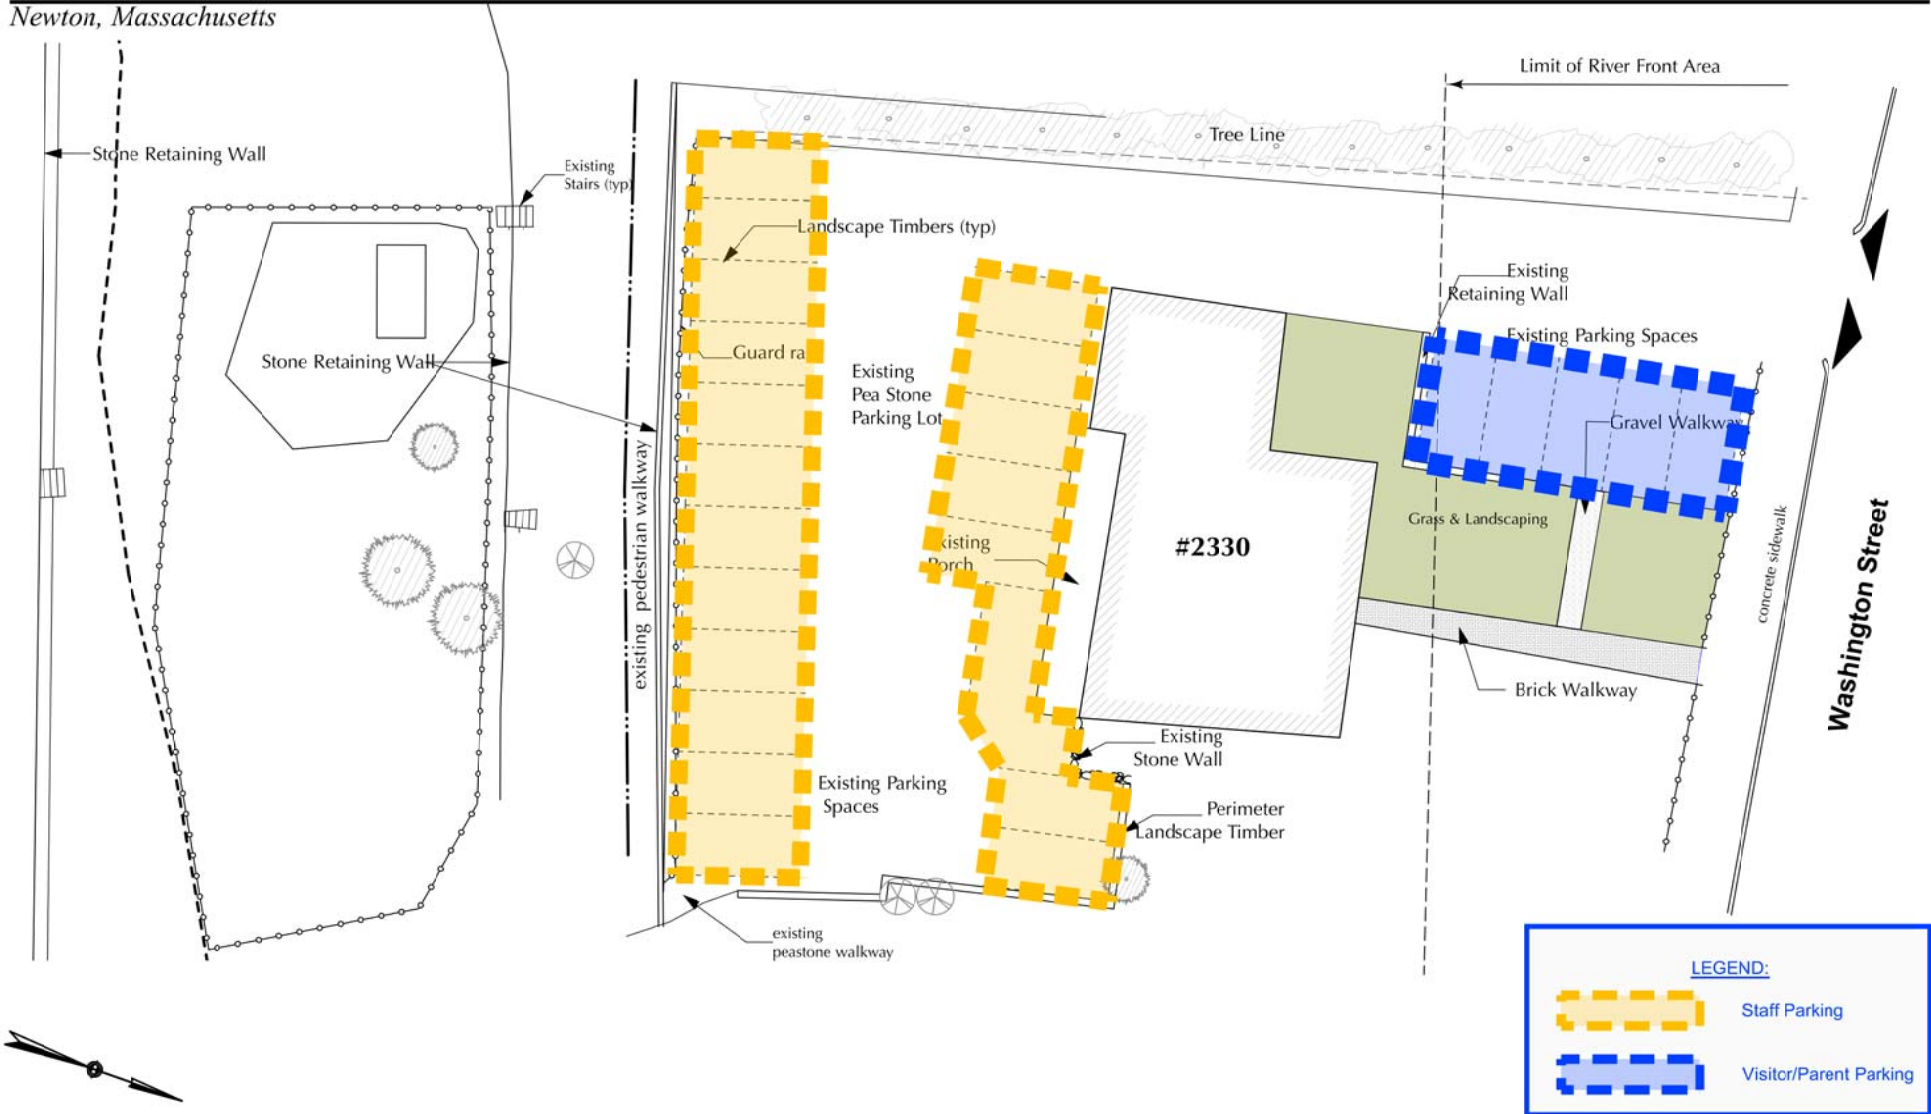 Newton, Massachusetts
Limit of River Front Area
Tree Line
Stone Retaining Wall
Existing
Stairs (typ)
Landscape Timbers (typ)
Existing
Retaining Wall
Existing Parking Spaces
Guard ra
Stone Retaining Wall
Existing
Pea Stone
Parking Lot
Gravel Walkway
existing pedestrian walkway
Grass & Landscaping
#2330
xisting
Porch
concrete sidewalk
Washington Street
Brick Walkway
Existing
Stone Wall
Existing Parking
Spaces
Perimeter
Landscape Timber
existing
peastone walkway
LEGEND:
Staff Parking
Visitor/Parent Parking